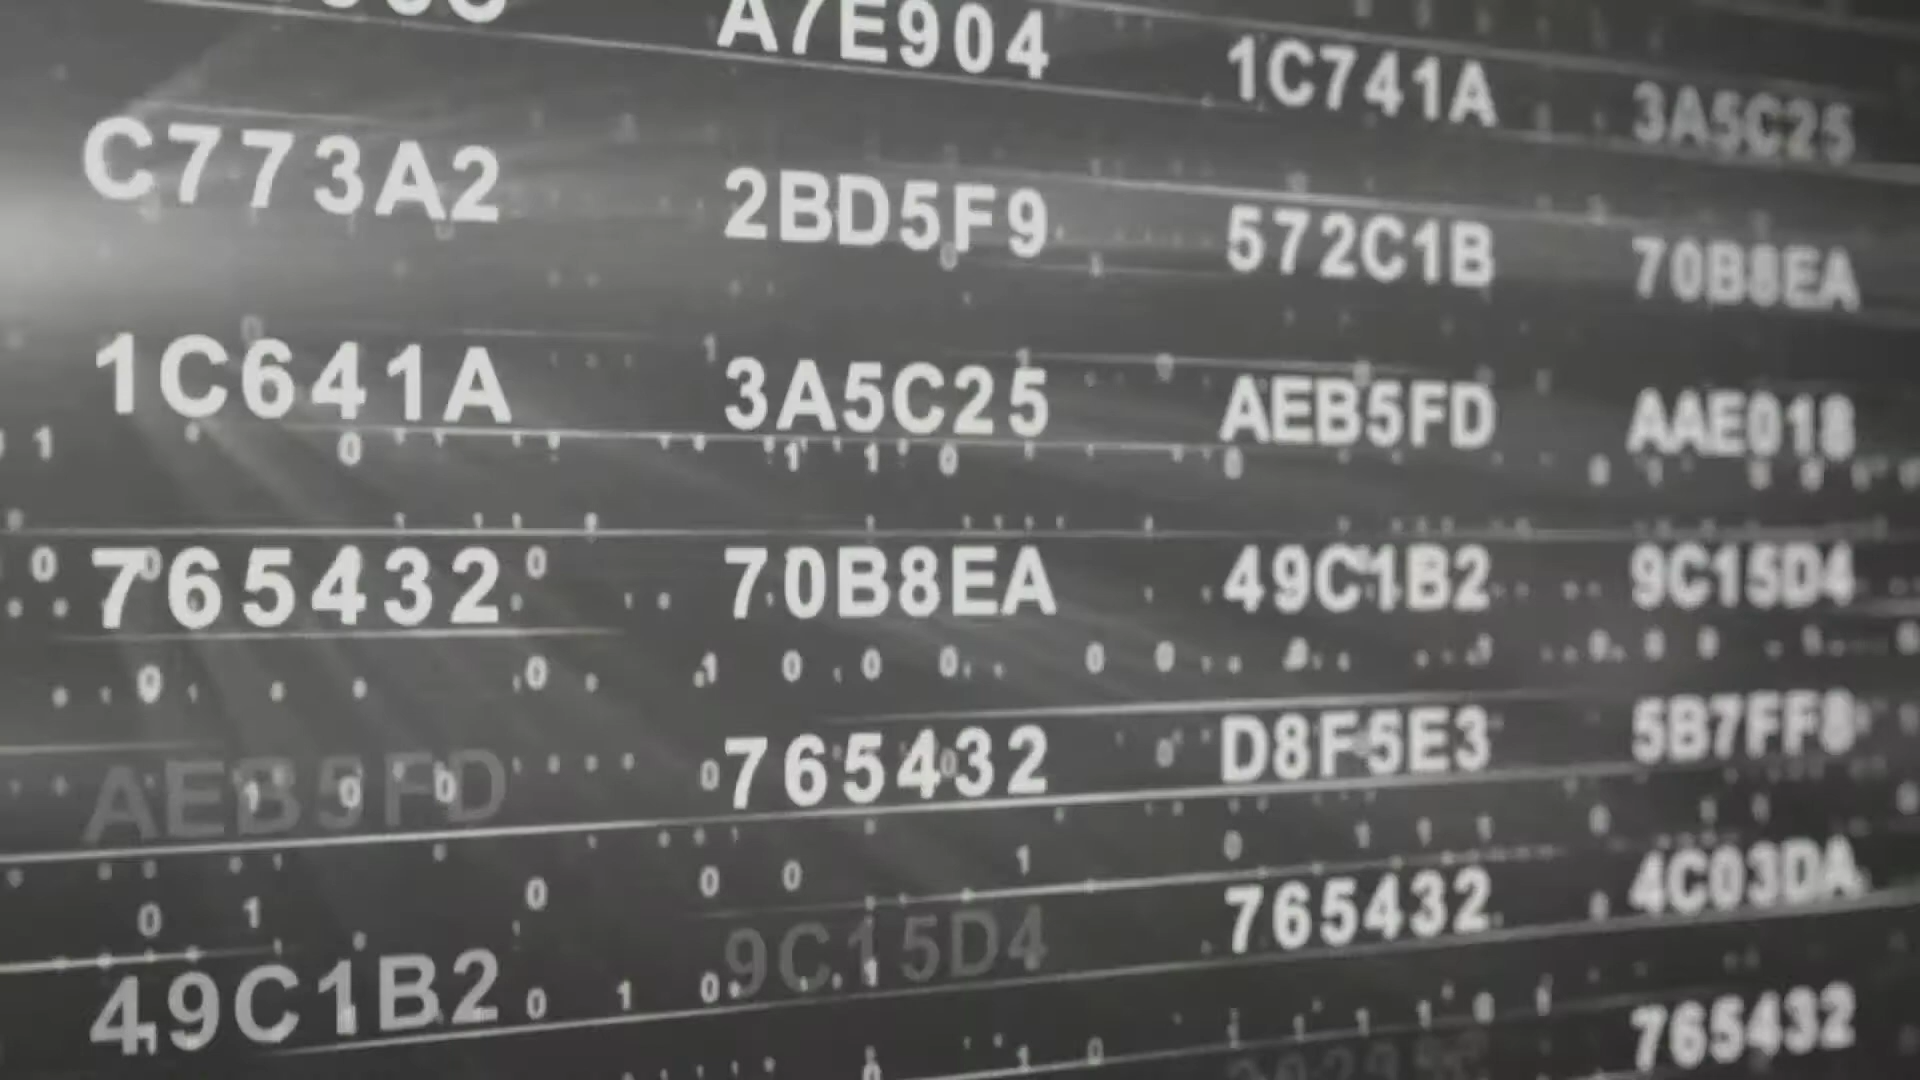 A7E904 1C741A 3A5C25
C773A2 2BD5F9 572C1B 70B8EA
1C641A 3A5C25 AEB5FD AAE018
765432 70B8EA 49C1B2 9C15D4
AEB5FD 765432 D8F5E3 5B7FF8
49C1B2 9C15D4 765432 4C03DA
765432